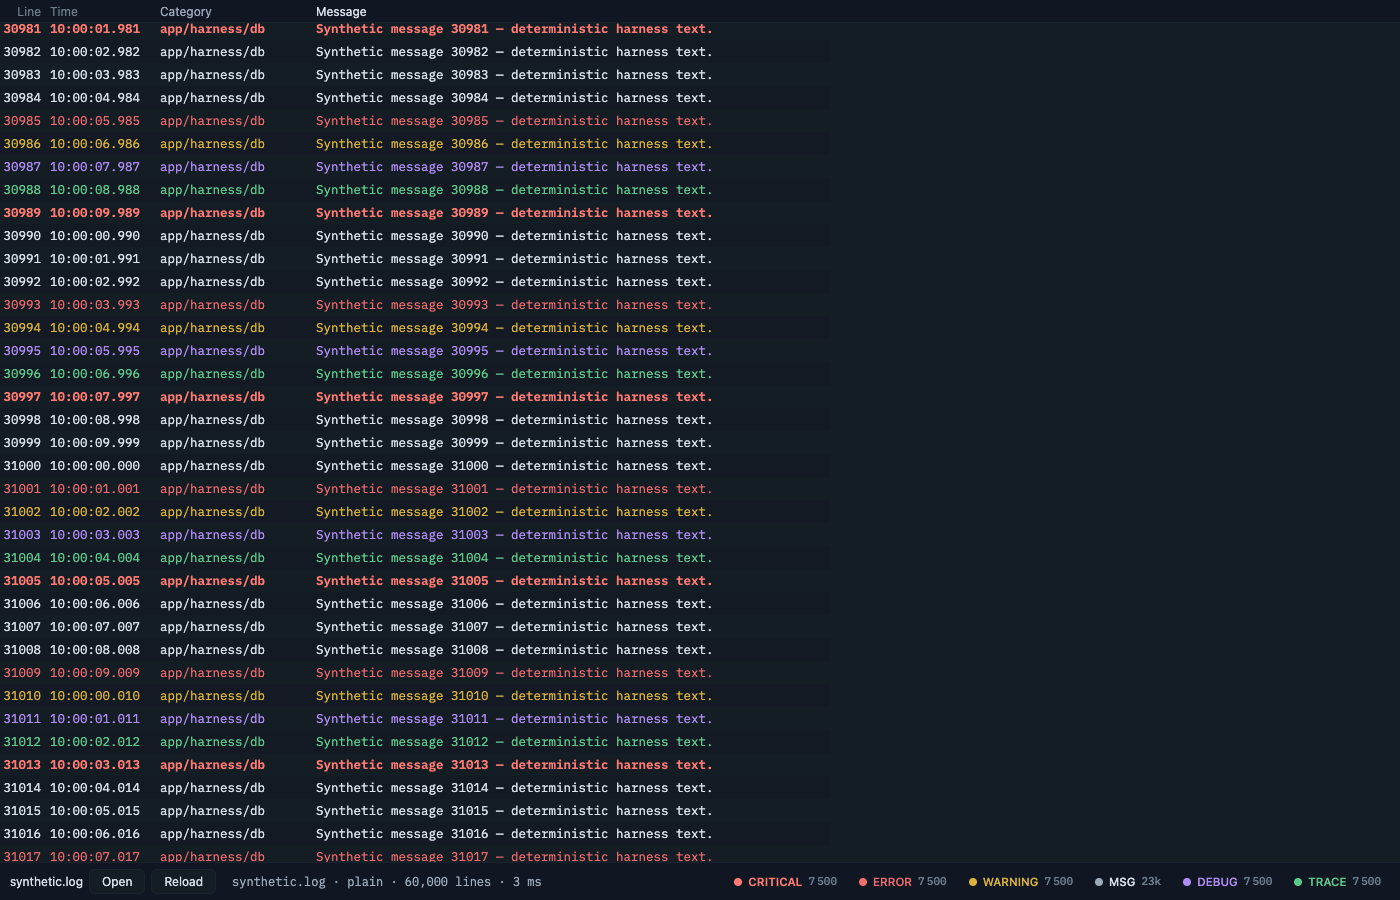 Line Time Category Message
30981 10:00:01.981 app/harness/db Synthetic message 30981 — deterministic harness text.
30982 10:00:02.982 app/harness/db Synthetic message 30982 — deterministic harness text.
30983 10:00:03.983 app/harness/db Synthetic message 30983 — deterministic harness text.
30984 10:00:04.984 app/harness/db Synthetic message 30984 — deterministic harness text.
30985 10:00:05.985 app/harness/db Synthetic message 30985 — deterministic harness text.
30986 10:00:06.986 app/harness/db Synthetic message 30986 — deterministic harness text.
30987 10:00:07.987 app/harness/db Synthetic message 30987 — deterministic harness text.
30988 10:00:08.988 app/harness/db Synthetic message 30988 — deterministic harness text.
30989 10:00:09.989 app/harness/db Synthetic message 30989 — deterministic harness text.
30990 10:00:00.990 app/harness/db Synthetic message 30990 — deterministic harness text.
30991 10:00:01.991 app/harness/db Synthetic message 30991 — deterministic harness text.
30992 10:00:02.992 app/harness/db Synthetic message 30992 — deterministic harness text.
30993 10:00:03.993 app/harness/db Synthetic message 30993 — deterministic harness text.
30994 10:00:04.994 app/harness/db Synthetic message 30994 — deterministic harness text.
30995 10:00:05.995 app/harness/db Synthetic message 30995 — deterministic harness text.
30996 10:00:06.996 app/harness/db Synthetic message 30996 — deterministic harness text.
30997 10:00:07.997 app/harness/db Synthetic message 30997 — deterministic harness text.
30998 10:00:08.998 app/harness/db Synthetic message 30998 — deterministic harness text.
30999 10:00:09.999 app/harness/db Synthetic message 30999 — deterministic harness text.
31000 10:00:00.000 app/harness/db Synthetic message 31000 — deterministic harness text.
31001 10:00:01.001 app/harness/db Synthetic message 31001 — deterministic harness text.
31002 10:00:02.002 app/harness/db Synthetic message 31002 — deterministic harness text.
31003 10:00:03.003 app/harness/db Synthetic message 31003 — deterministic harness text.
31004 10:00:04.004 app/harness/db Synthetic message 31004 — deterministic harness text.
31005 10:00:05.005 app/harness/db Synthetic message 31005 — deterministic harness text.
31006 10:00:06.006 app/harness/db Synthetic message 31006 — deterministic harness text.
31007 10:00:07.007 app/harness/db Synthetic message 31007 — deterministic harness text.
31008 10:00:08.008 app/harness/db Synthetic message 31008 — deterministic harness text.
31009 10:00:09.009 app/harness/db Synthetic message 31009 — deterministic harness text.
31010 10:00:00.010 app/harness/db Synthetic message 31010 — deterministic harness text.
31011 10:00:01.011 app/harness/db Synthetic message 31011 — deterministic harness text.
31012 10:00:02.012 app/harness/db Synthetic message 31012 — deterministic harness text.
31013 10:00:03.013 app/harness/db Synthetic message 31013 — deterministic harness text.
31014 10:00:04.014 app/harness/db Synthetic message 31014 — deterministic harness text.
31015 10:00:05.015 app/harness/db Synthetic message 31015 — deterministic harness text.
31016 10:00:06.016 app/harness/db Synthetic message 31016 — deterministic harness text.
31017 10:00:07.017 app/harness/db Synthetic message 31017 — deterministic harness text.
synthetic.log Open Reload synthetic.log · plain · 60,000 lines · 3 ms CRITICAL 7 500 ERROR 7 500 WARNING 7 500 MSG 23k DEBUG 7 500 TRACE 7 500